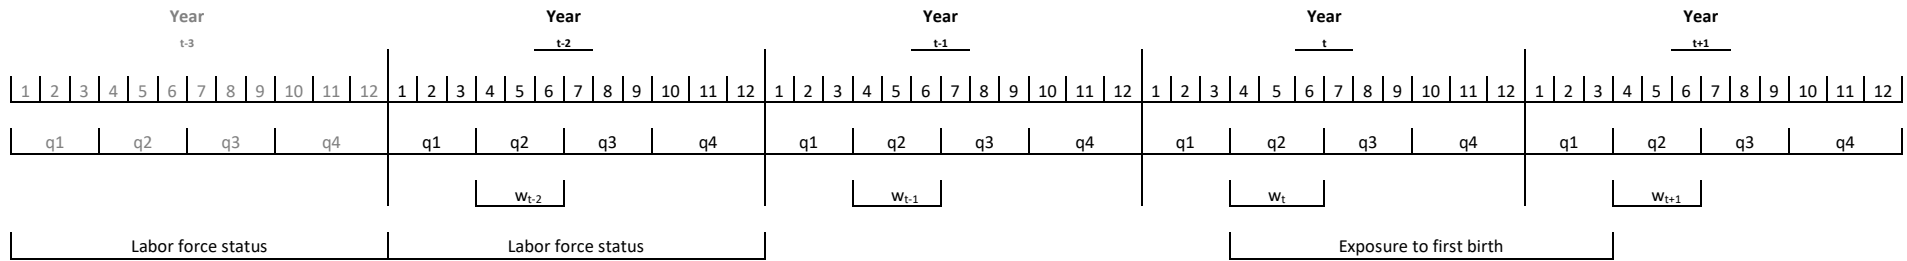 Year Year Year Year Year
t-3 t-2 t-1 t t+1
1 2 3 4 5 6 7 8 9 10 11 12 1 2 3 4 5 6 7 8 9 10 11 12 1 2 3 4 5 6 7 8 9 10 11 12 1 2 3 4 5 6 7 8 9 10 11 12 1 2 3 4 5 6 7 8 9 10 11 12
q1 q2 q3 q4 q1 q2 q3 q4 q1 q2 q3 q4 q1 q2 q3 q4 q1 q2 q3 q4
wt-2 wt-1 wt wt+1
Labor force status Labor force status Exposure to first birth